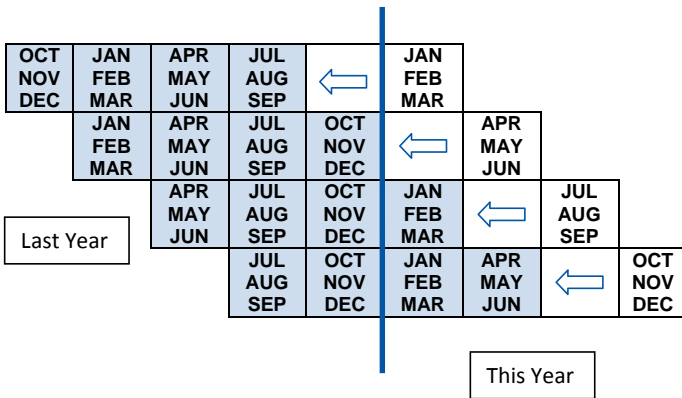 OCT JAN APR JUL JAN
NOV FEB MAY AUG FEB
DEC MAR JUN SEP MAR
JAN APR JUL OCT APR
FEB MAY AUG NOV MAY
MAR JUN SEP DEC JUN
APR JUL OCT JAN JUL
MAY AUG NOV FEB AUG
JUN SEP DEC MAR SEP
Last Year
JUL OCT JAN APR OCT
AUG NOV FEB MAY NOV
SEP DEC MAR JUN DEC
This Year